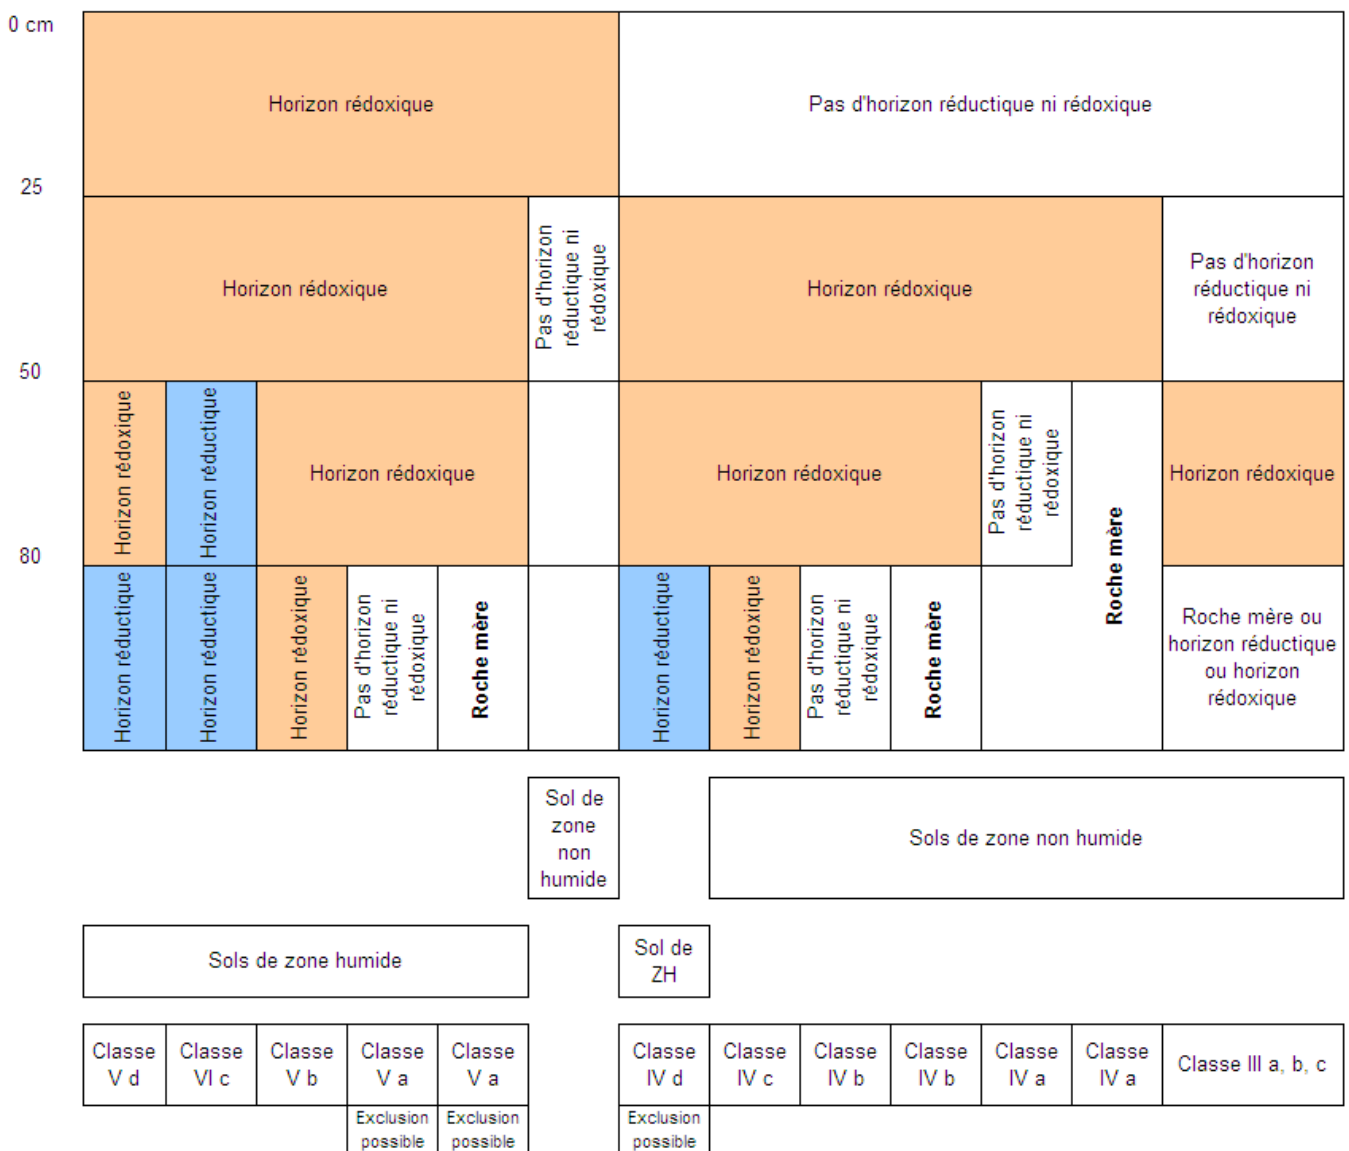 0 cm
Horizon rédoxique
Pas d'horizon réductique ni rédoxique
25
Horizon rédoxique
Pas d'horizon
réductique ni
rédoxique
Horizon rédoxique
Pas d'horizon
réductique ni
rédoxique
50
Horizon rédoxique
Horizon réductique
Horizon rédoxique
Horizon rédoxique
Pas d'horizon
réductique ni
rédoxique
Roche mère
Horizon rédoxique
80
Horizon réductique
Horizon réductique
Horizon rédoxique
Pas d'horizon
réductique ni
rédoxique
Roche mère
Horizon réductique
Horizon rédoxique
Pas d'horizon
réductique ni
rédoxique
Roche mère
Roche mère ou
horizon réductique
ou horizon
rédoxique
Sol de
zone
non
humide
Sols de zone non humide
Sols de zone humide
Sol de
ZH
Classe
V d
Classe
VI c
Classe
V b
Classe
V a
Classe
V a
Classe
IV d
Classe
IV c
Classe
IV b
Classe
IV b
Classe
IV a
Classe
IV a
Classe III a, b, c
Exclusion
possible
Exclusion
possible
Exclusion
possible